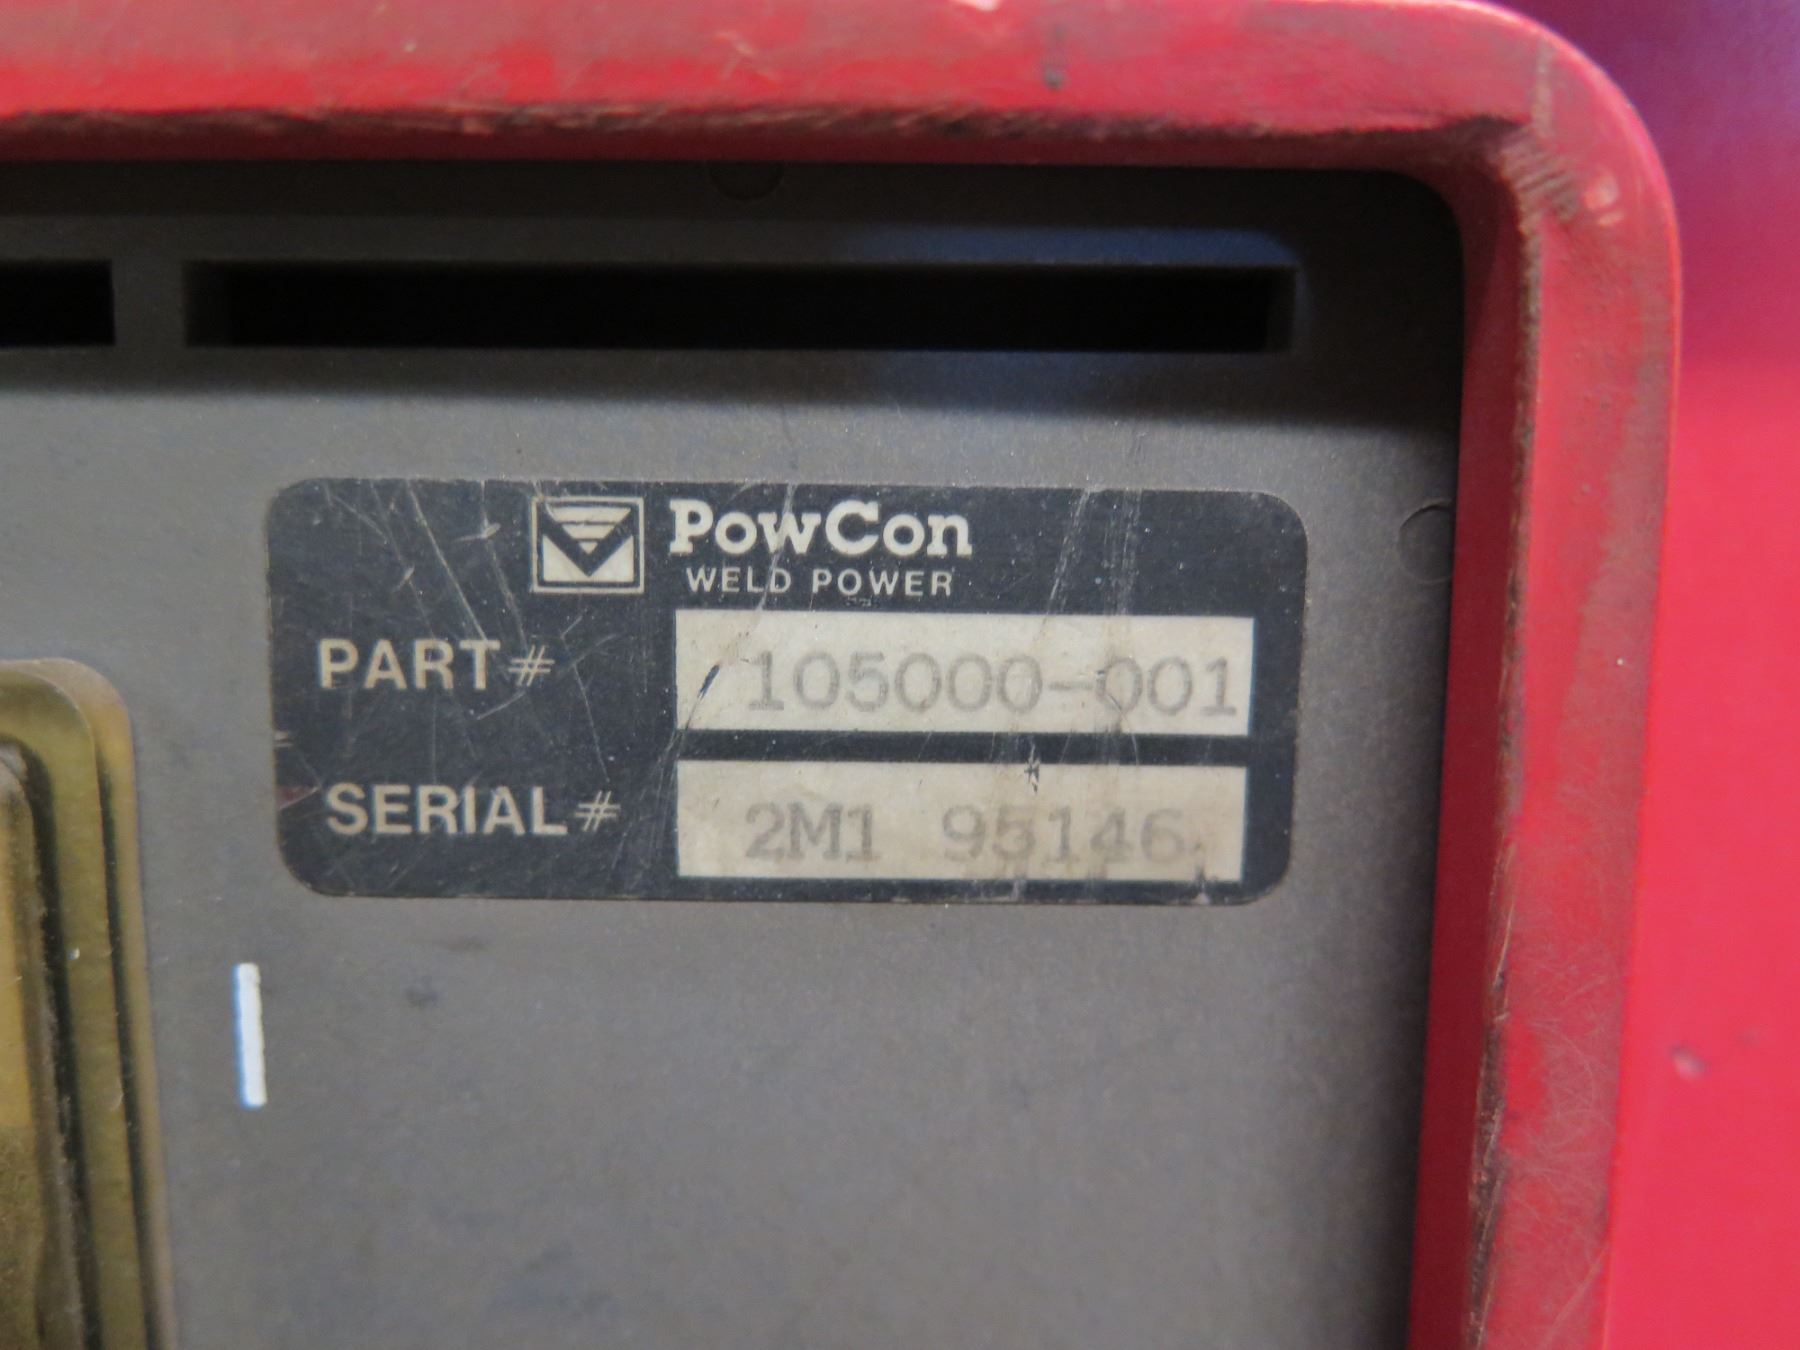 PowCon
WELD POWER
PART# 105000-001
SERIAL# 2M1 95146